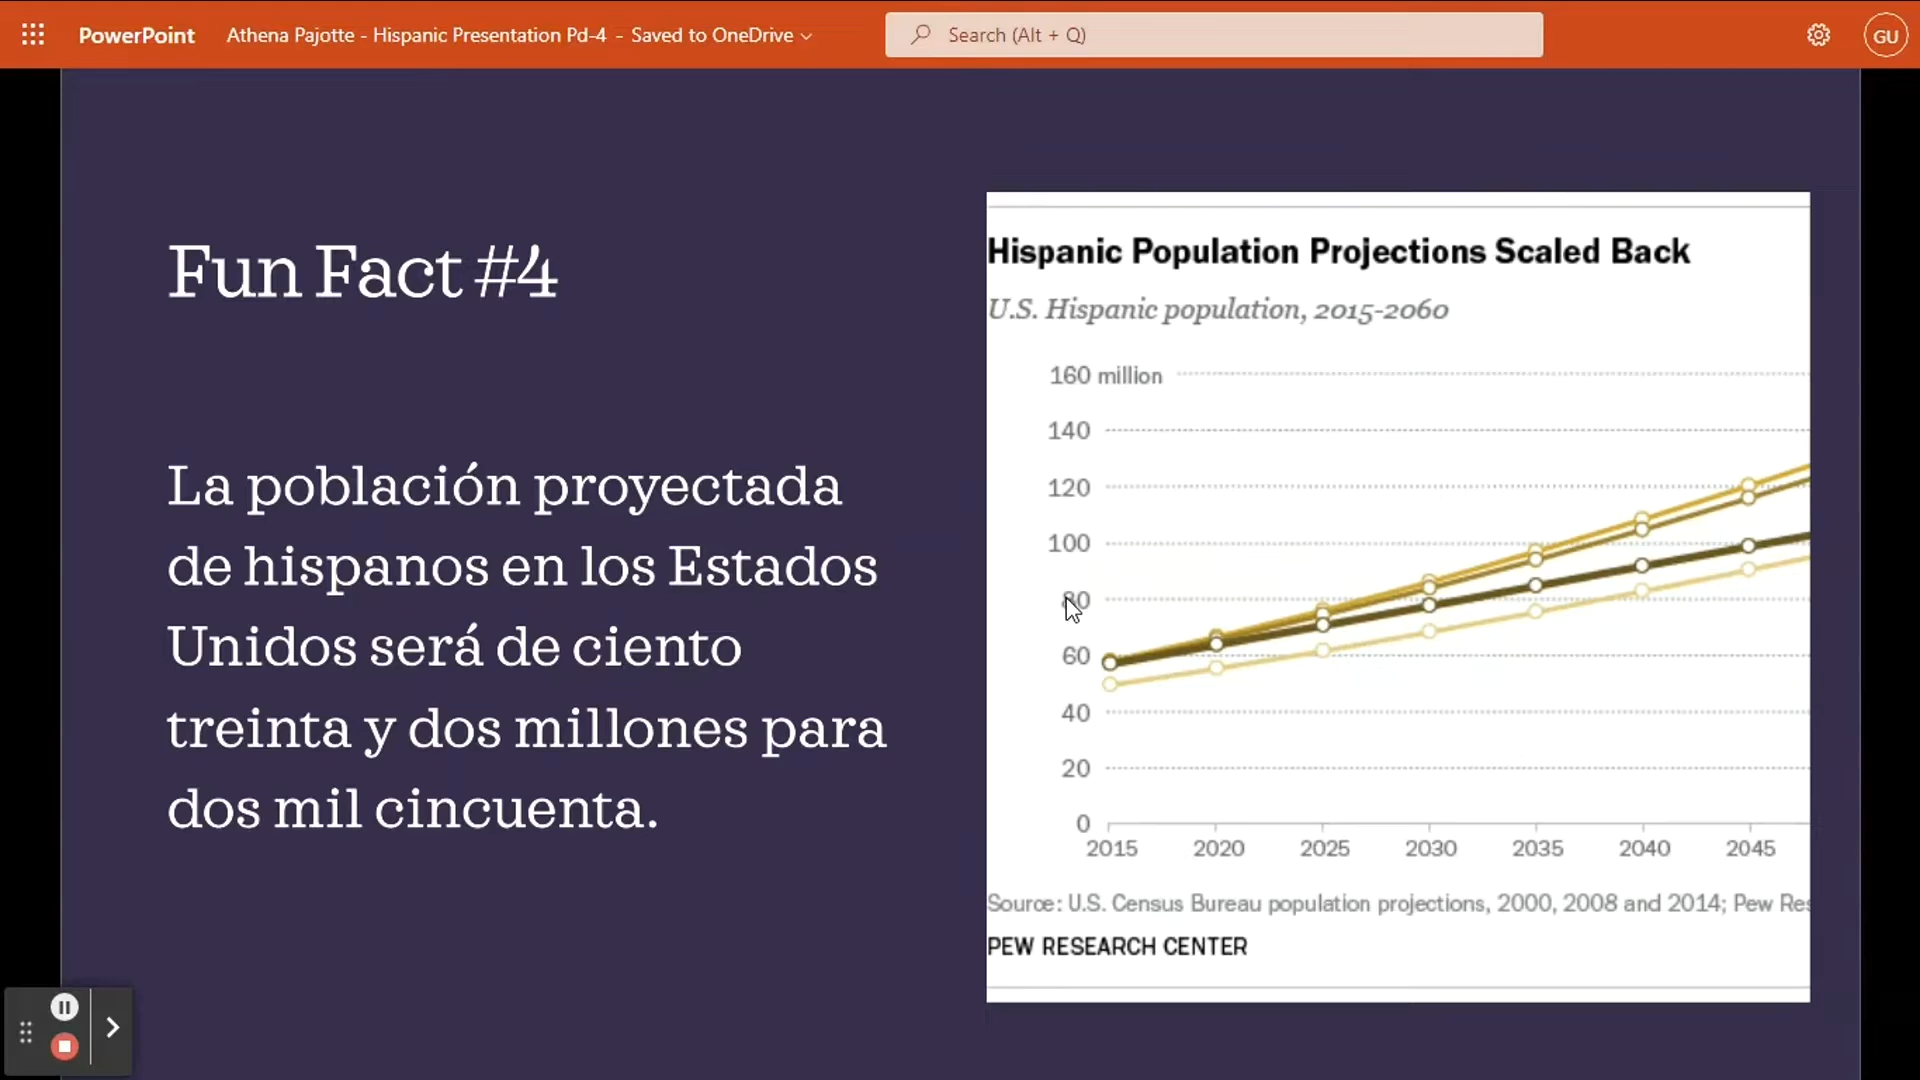 PowerPoint
Athena Pajotte - Hispanic Presentation Pd-4 - Saved to OneDrive
Search (Alt + Q)
GU
Fun Fact #4
La población proyectada
de hispanos en los Estados
Unidos será de ciento
treinta y dos millones para
dos mil cincuenta.
Hispanic Population Projections Scaled Back
U.S. Hispanic population, 2015-2060
160 million
140
120
100
80
60
40
20
0
2015 2020 2025 2030 2035 2040 2045
Source: U.S. Census Bureau population projections, 2000, 2008 and 2014; Pew Res
PEW RESEARCH CENTER